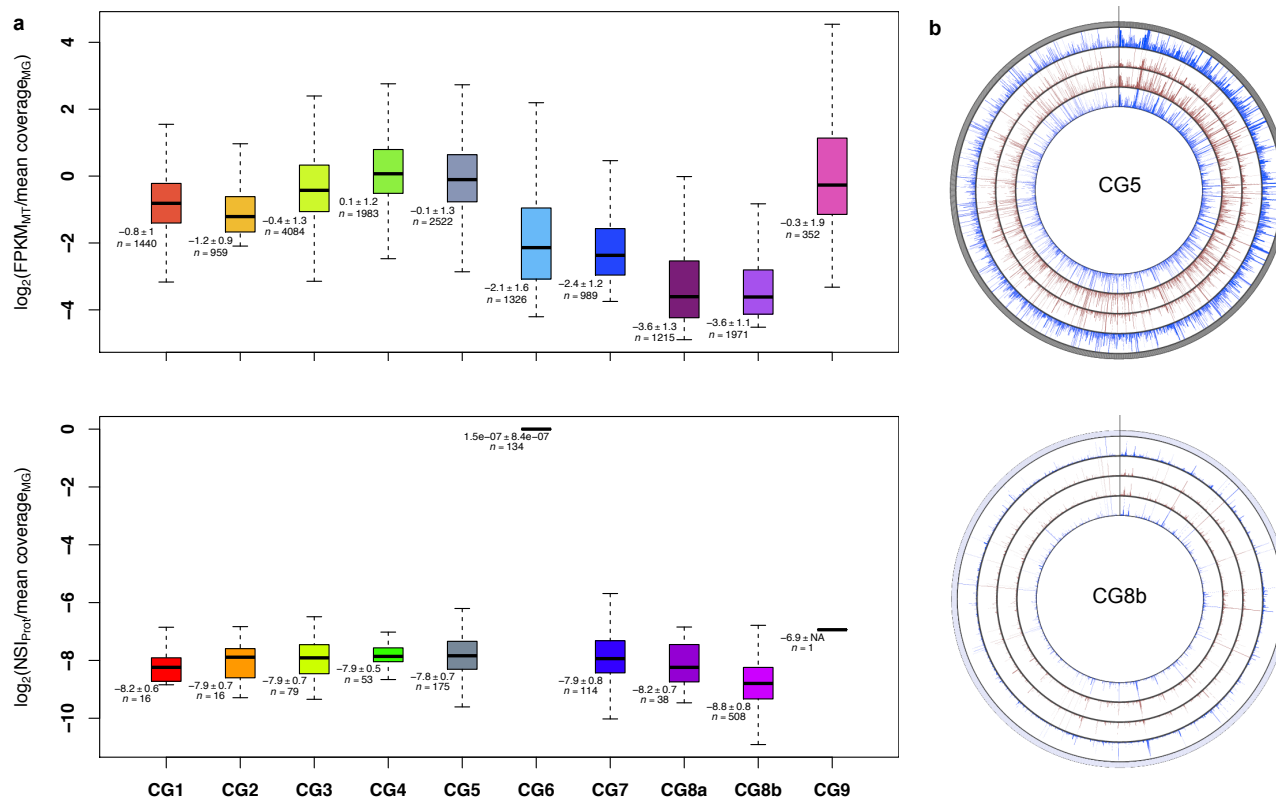 a
log2(FPKMMT/mean coverageMG)
4
2
0
−2
−4
−0.8 ± 1
n = 1440
−1.2 ± 0.9
n = 959
−0.4 ± 1.3
n = 4084
0.1 ± 1.2
n = 1983
−0.1 ± 1.3
n = 2522
−2.1 ± 1.6
n = 1326
−2.4 ± 1.2
n = 989
−3.6 ± 1.3
n = 1215
−3.6 ± 1.1
n = 1971
−0.3 ± 1.9
n = 352
log2(NSIProt/mean coverageMG)
0
−2
−4
−6
−8
−10
−8.2 ± 0.6
n = 16
−7.9 ± 0.7
n = 16
−7.9 ± 0.7
n = 79
−7.9 ± 0.5
n = 53
−7.8 ± 0.7
n = 175
1.5e−07 ± 8.4e−07
n = 134
−7.9 ± 0.8
n = 114
−8.2 ± 0.7
n = 38
−8.8 ± 0.8
n = 508
−6.9 ± NA
n = 1
CG1 CG2 CG3 CG4 CG5 CG6 CG7 CG8a CG8b CG9
b
CG5
CG8b